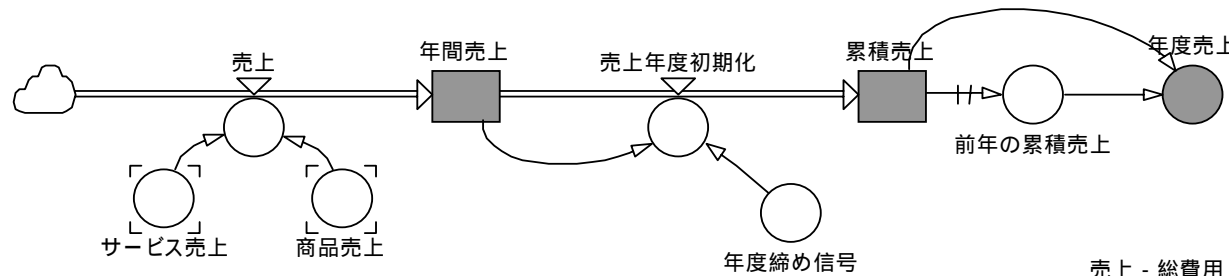 売上
年間売上
売上年度初期化
累積売上
年度売上
前年の累積売上
サービス売上
商品売上
年度締め信号
売上 - 総費用